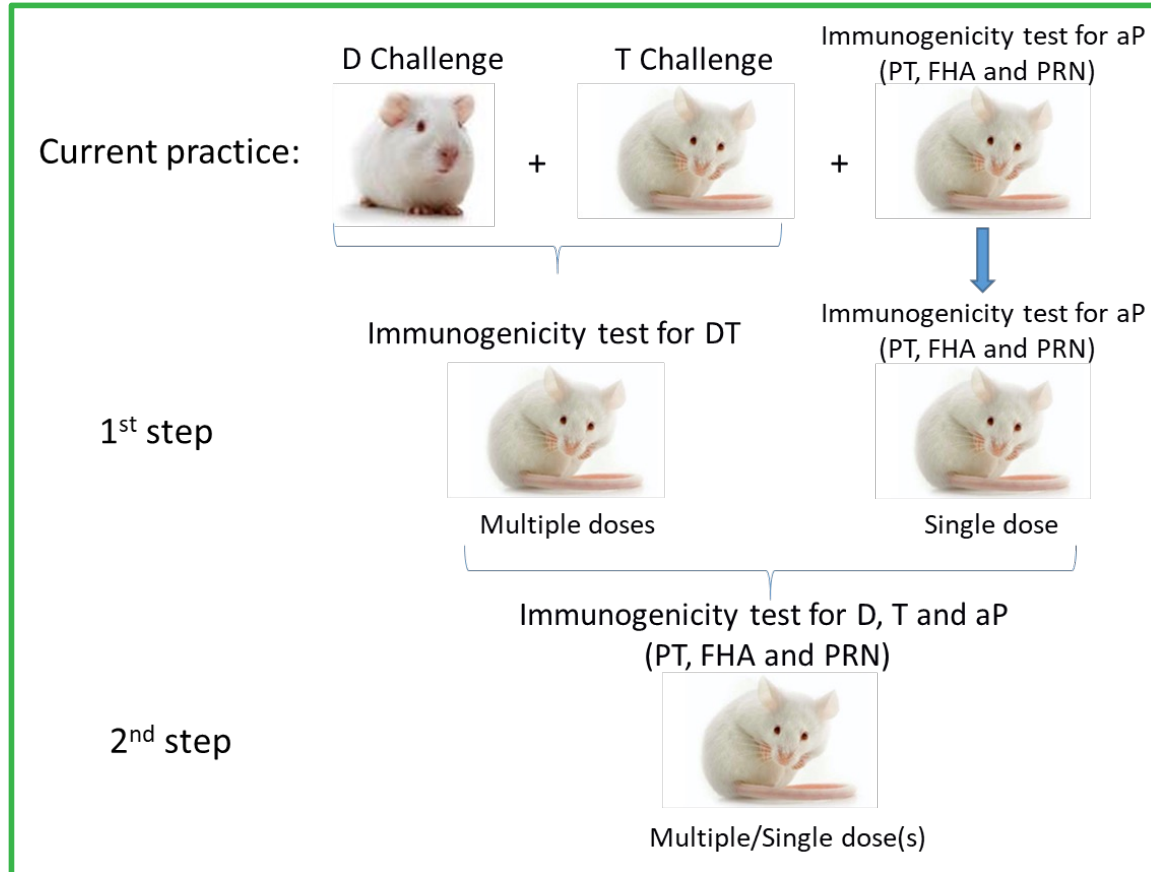 Immunogenicity test for aP
(PT, FHA and PRN)
D Challenge
T Challenge
Current practice:
+
+
Immunogenicity test for DT
Immunogenicity test for aP
(PT, FHA and PRN)
1st step
Multiple doses
Single dose
Immunogenicity test for D, T and aP
(PT, FHA and PRN)
2nd step
Multiple/Single dose(s)